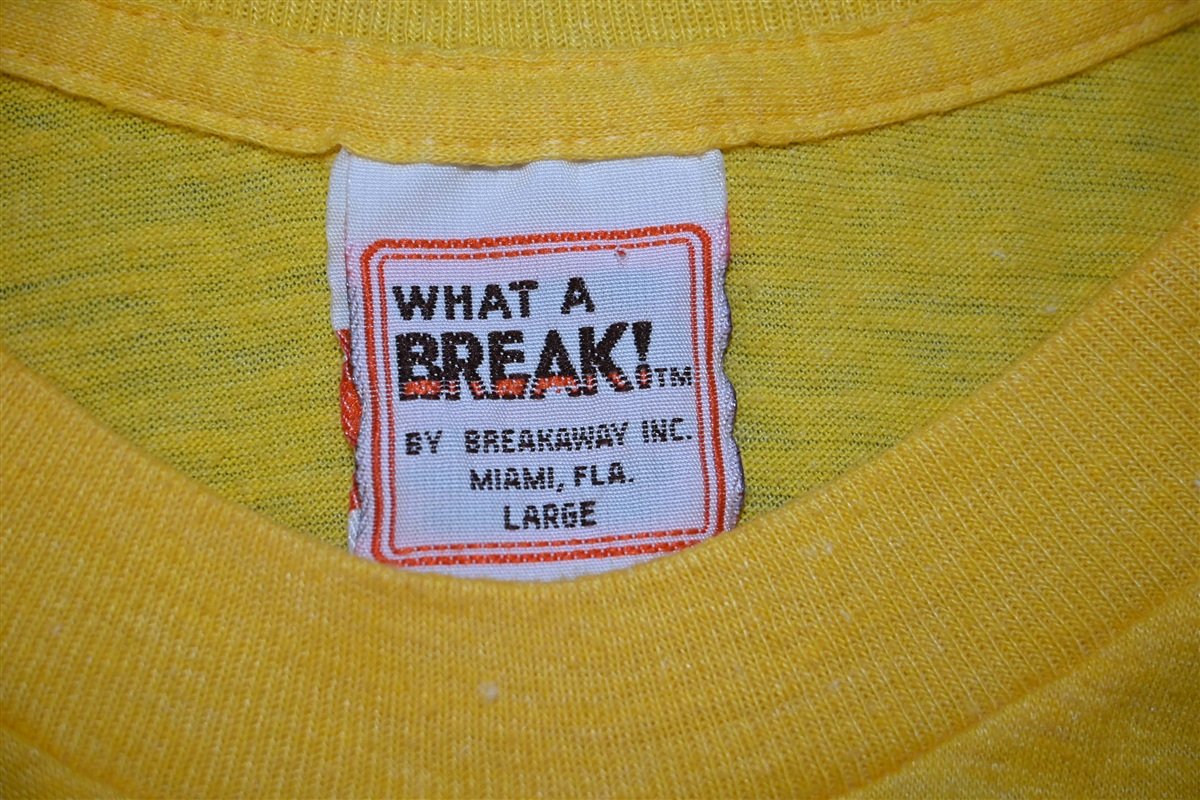 WHAT A
BREAK!™
BY BREAKAWAY INC.
MIAMI, FLA.
LARGE